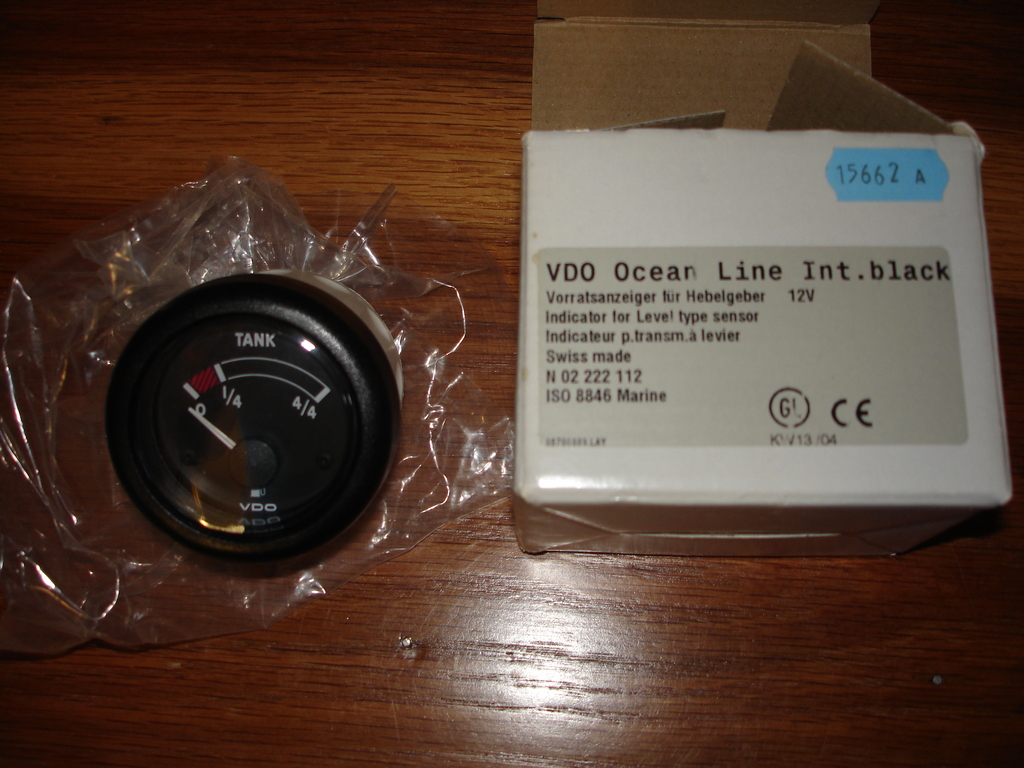 TANK
0
1/4
4/4
VDO
15662 A
VDO Ocean Line Int.black
Vorratsanzeiger für Hebelgeber 12V
Indicator for Level type sensor
Indicateur p.transm.à levier
Swiss made
N 02 222 112
ISO 8846 Marine
GL CE
KW13 /04